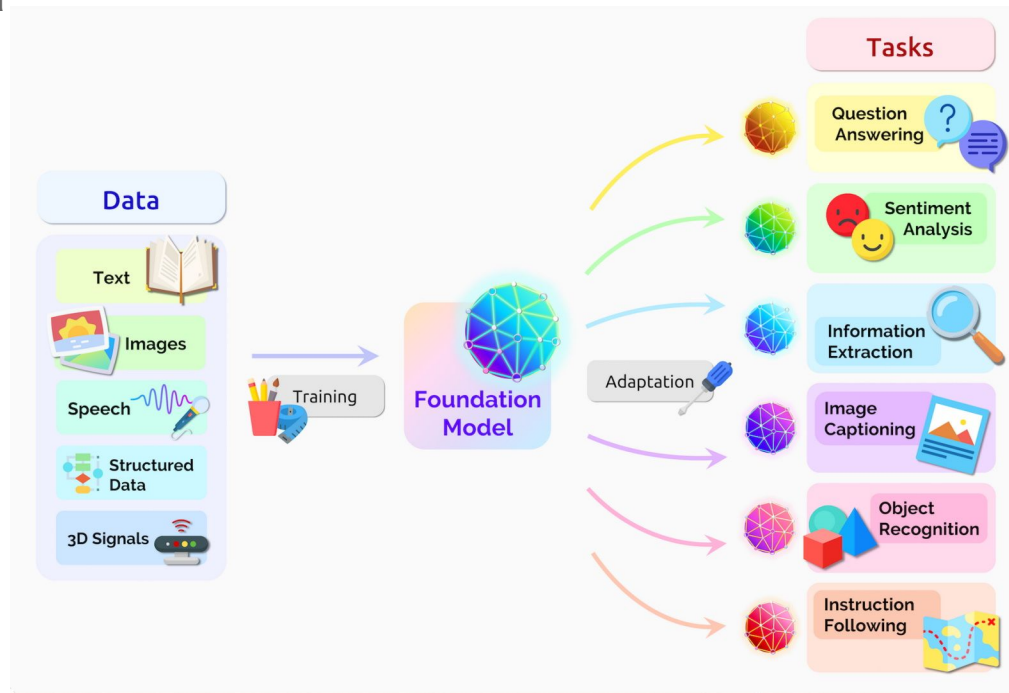 Data
Text
Images
Speech
Structured
Data
3D Signals
Training
Foundation
Model
Adaptation
Tasks
Question
Answering
?
Sentiment
Analysis
Information
Extraction
Image
Captioning
Object
Recognition
Instruction
Following